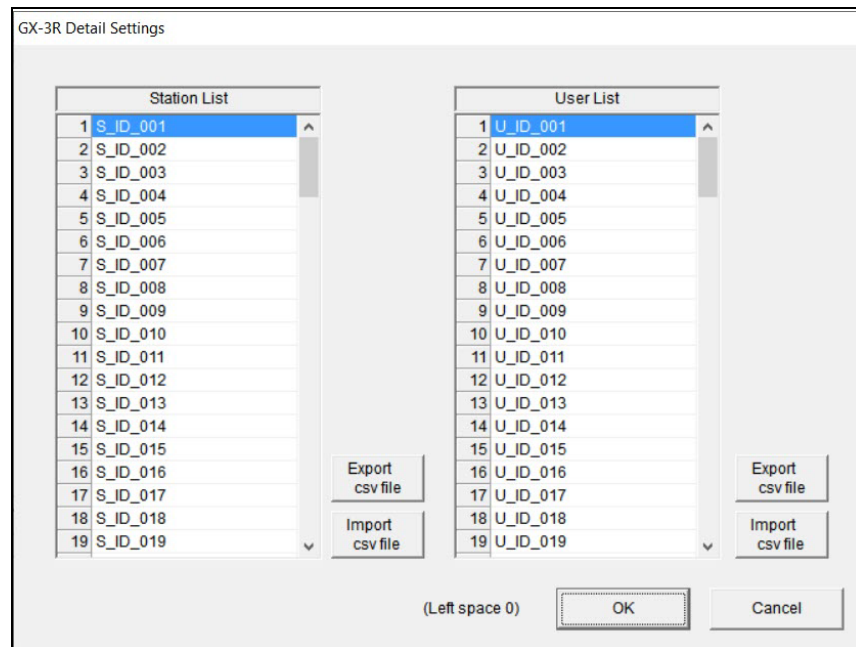 GX-3R Detail Settings
Station List
1 S_ID_001
2 S_ID_002
3 S_ID_003
4 S_ID_004
5 S_ID_005
6 S_ID_006
7 S_ID_007
8 S_ID_008
9 S_ID_009
10 S_ID_010
11 S_ID_011
12 S_ID_012
13 S_ID_013
14 S_ID_014
15 S_ID_015
16 S_ID_016
17 S_ID_017
18 S_ID_018
19 S_ID_019
Export
csv file
Import
csv file
User List
1 U_ID_001
2 U_ID_002
3 U_ID_003
4 U_ID_004
5 U_ID_005
6 U_ID_006
7 U_ID_007
8 U_ID_008
9 U_ID_009
10 U_ID_010
11 U_ID_011
12 U_ID_012
13 U_ID_013
14 U_ID_014
15 U_ID_015
16 U_ID_016
17 U_ID_017
18 U_ID_018
19 U_ID_019
Export
csv file
Import
csv file
(Left space 0)
OK
Cancel